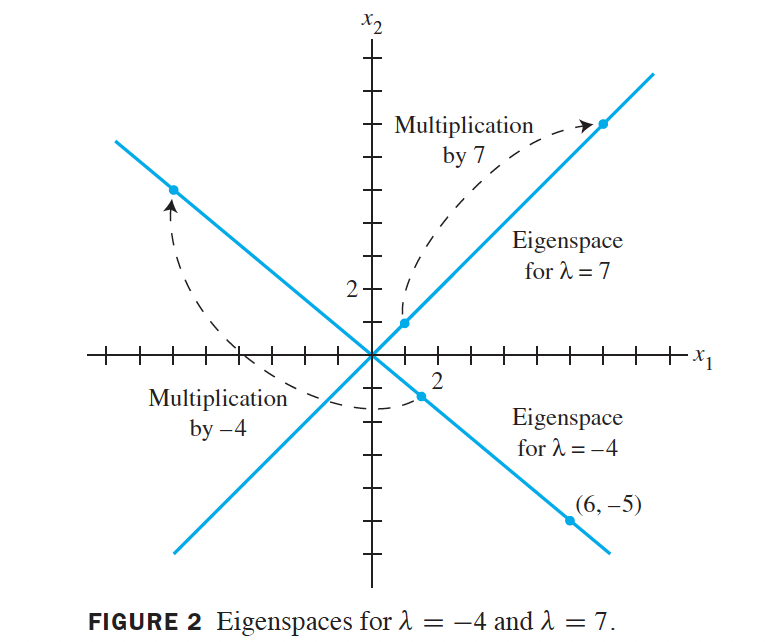 x₂
Multiplication
by 7
Eigenspace
for λ = 7
2
x₁
2
Multiplication
by −4
Eigenspace
for λ = −4
(6, −5)
FIGURE 2 Eigenspaces for λ = −4 and λ = 7.